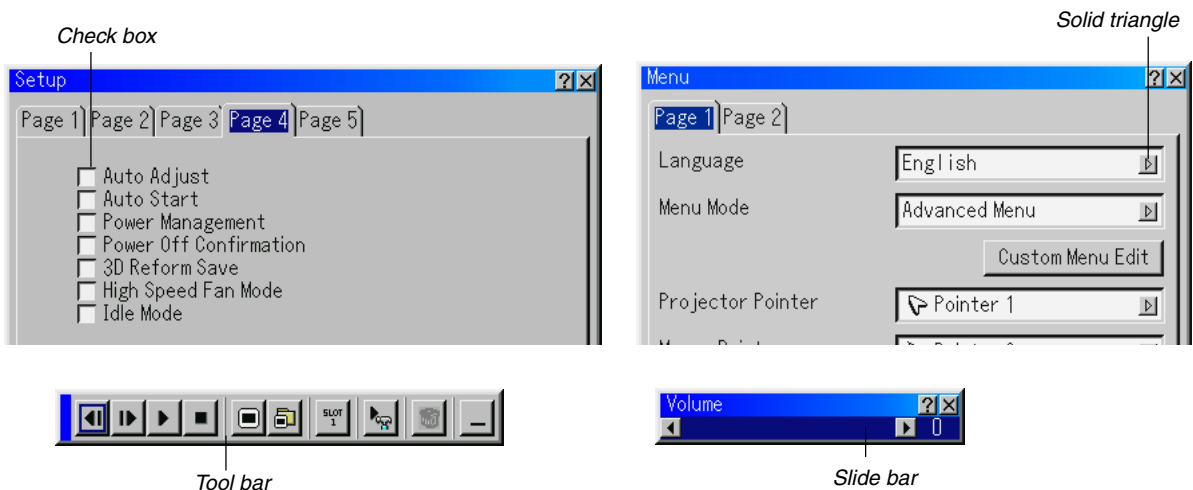 Check box
Setup
Page 1 Page 2 Page 3 Page 4 Page 5
Auto Adjust
Auto Start
Power Management
Power Off Confirmation
3D Reform Save
High Speed Fan Mode
Idle Mode
Solid triangle
Menu
Page 1 Page 2
Language English
Menu Mode Advanced Menu
Custom Menu Edit
Projector Pointer Pointer 1
SLOT
1
Tool bar
Volume
0
Slide bar